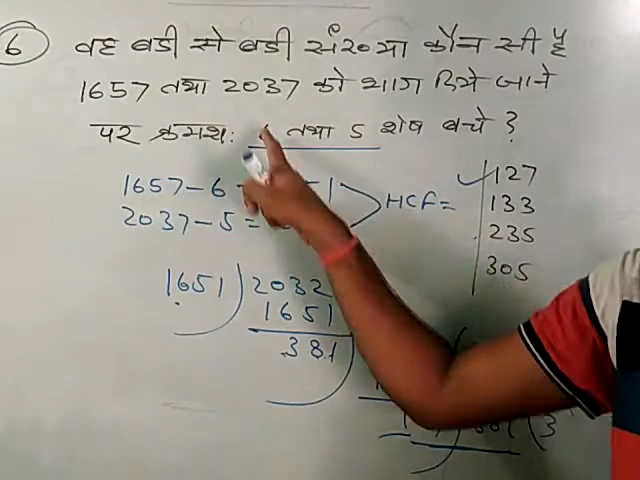 6 वह बडी से बडी संख्या कौन सी है
1657 तथा 2037 को भाग दिये जाने
पर क्रमश: तथा 5 शेष बचे ?
1657-6 1
2037-5=
HCF=
127
133
235
305
1651) 2032
1651
381